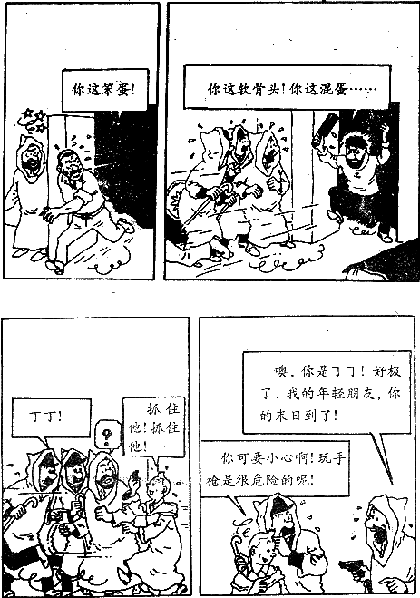 你这笨蛋!
你这软骨头!你这混蛋……
丁丁!
?
抓住
他!抓住
他!
噢,你是丁丁!好极
了,我的年轻朋友,你
的末日到了!
你可要小心啊!玩手
枪是很危险的呢!